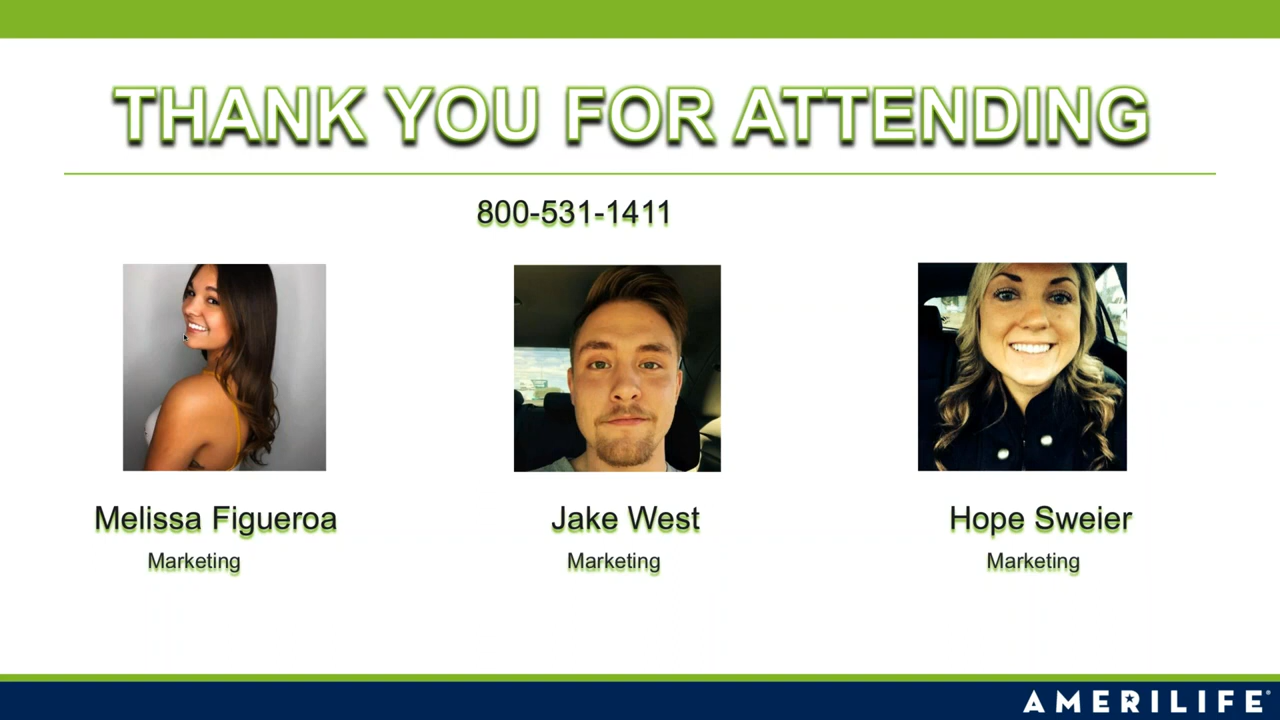 THANK YOU FOR ATTENDING
800-531-1411
Melissa Figueroa
Jake West
Hope Sweier
Marketing
Marketing
Marketing
AMERILIFE®